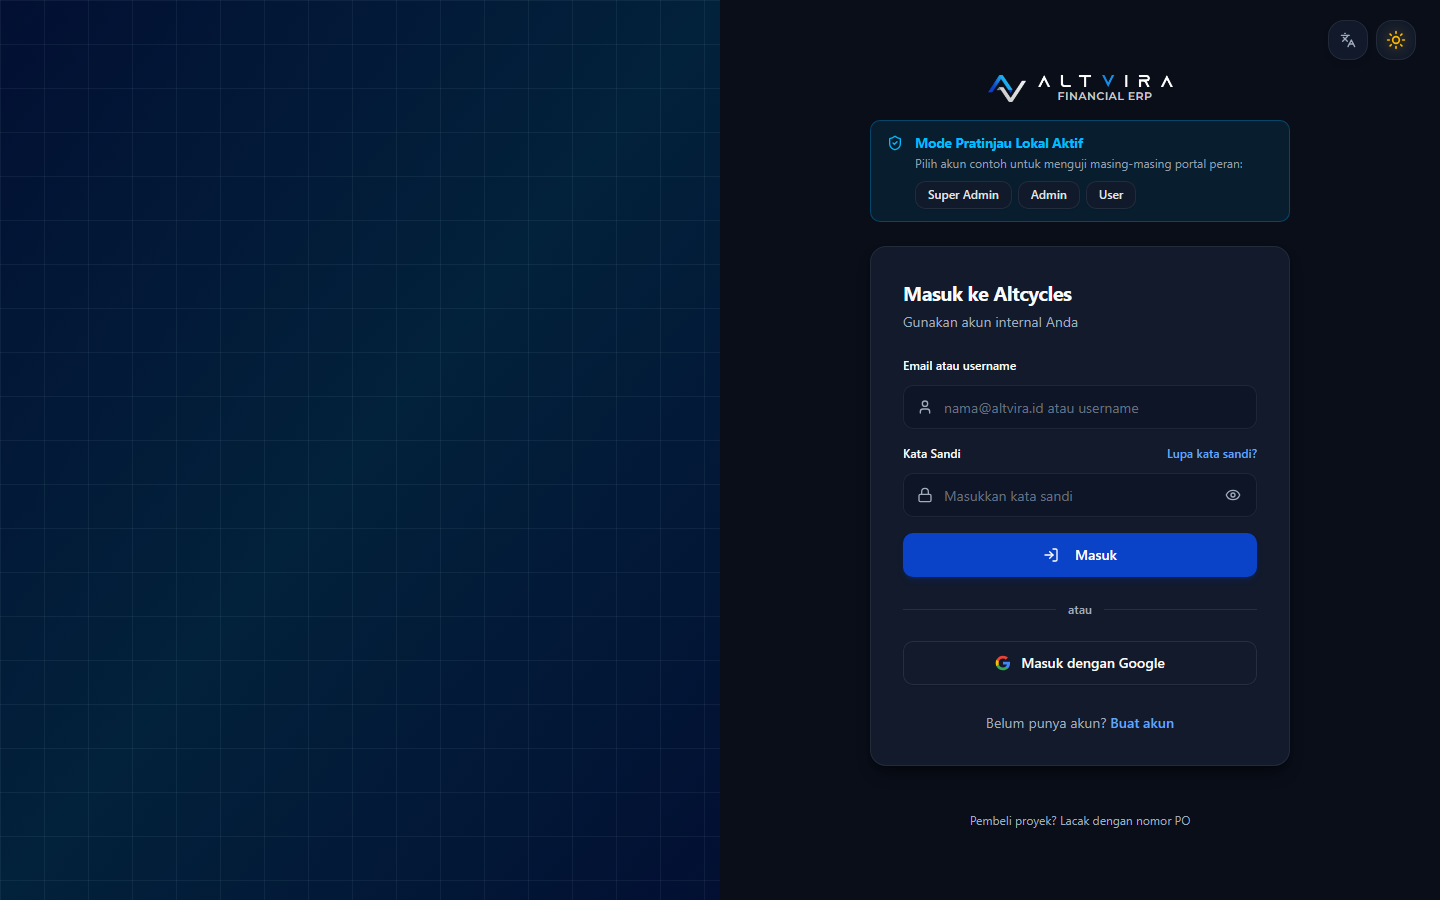 ALTVIRA
FINANCIAL ERP
Mode Pratinjau Lokal Aktif
Pilih akun contoh untuk menguji masing-masing portal peran:
Super Admin
Admin
User
Masuk ke Altcycles
Gunakan akun internal Anda
Email atau username
nama@altvira.id atau username
Kata Sandi
Lupa kata sandi?
Masukkan kata sandi
Masuk
atau
Masuk dengan Google
Belum punya akun? Buat akun
Pembeli proyek? Lacak dengan nomor PO